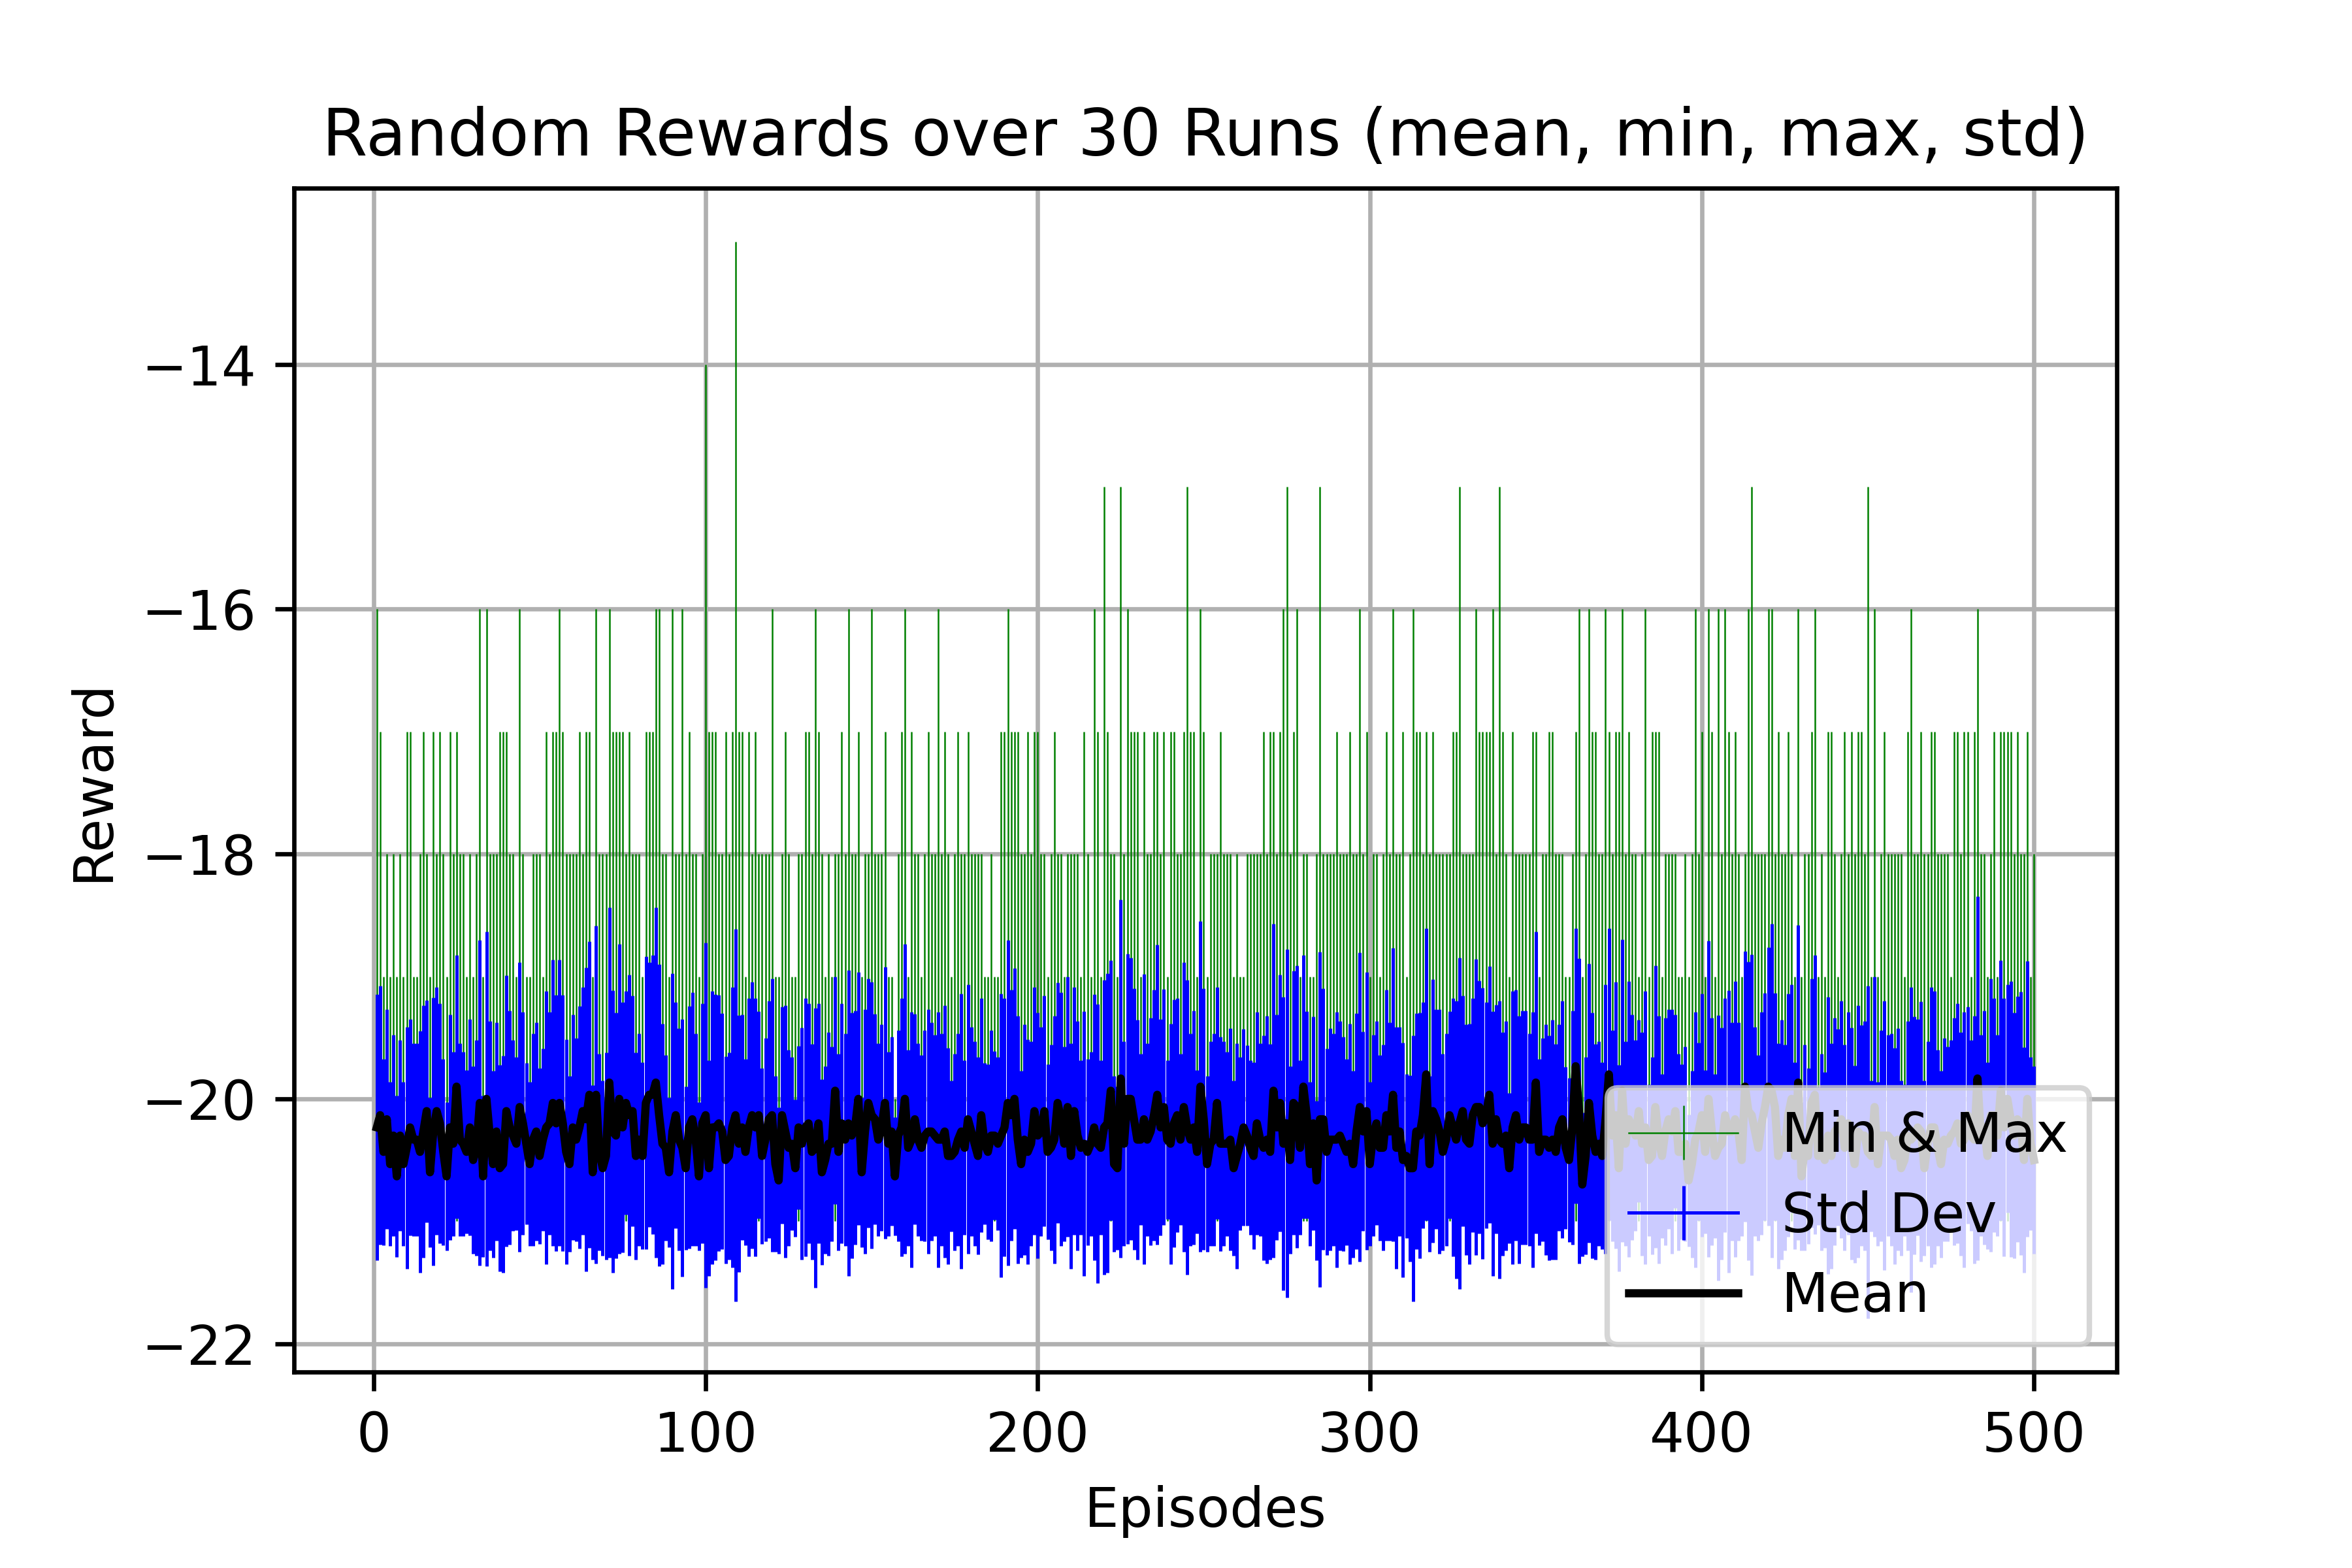 Random Rewards over 30 Runs (mean, min, max, std)
−14
−16
−18
−20
−22
Reward
Min & Max
Std Dev
Mean
0 100 200 300 400 500
Episodes